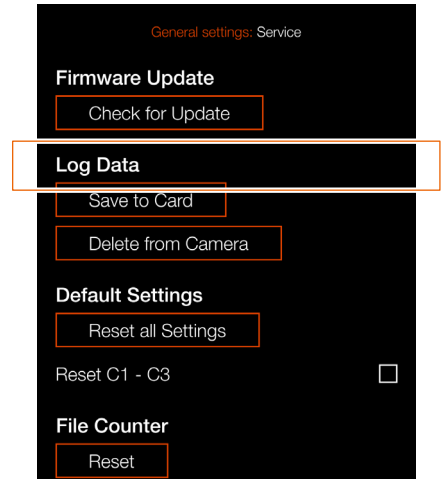 General settings: Service
Firmware Update
Check for Update
Log Data
Save to Card
Delete from Camera
Default Settings
Reset all Settings
Reset C1 - C3
File Counter
Reset